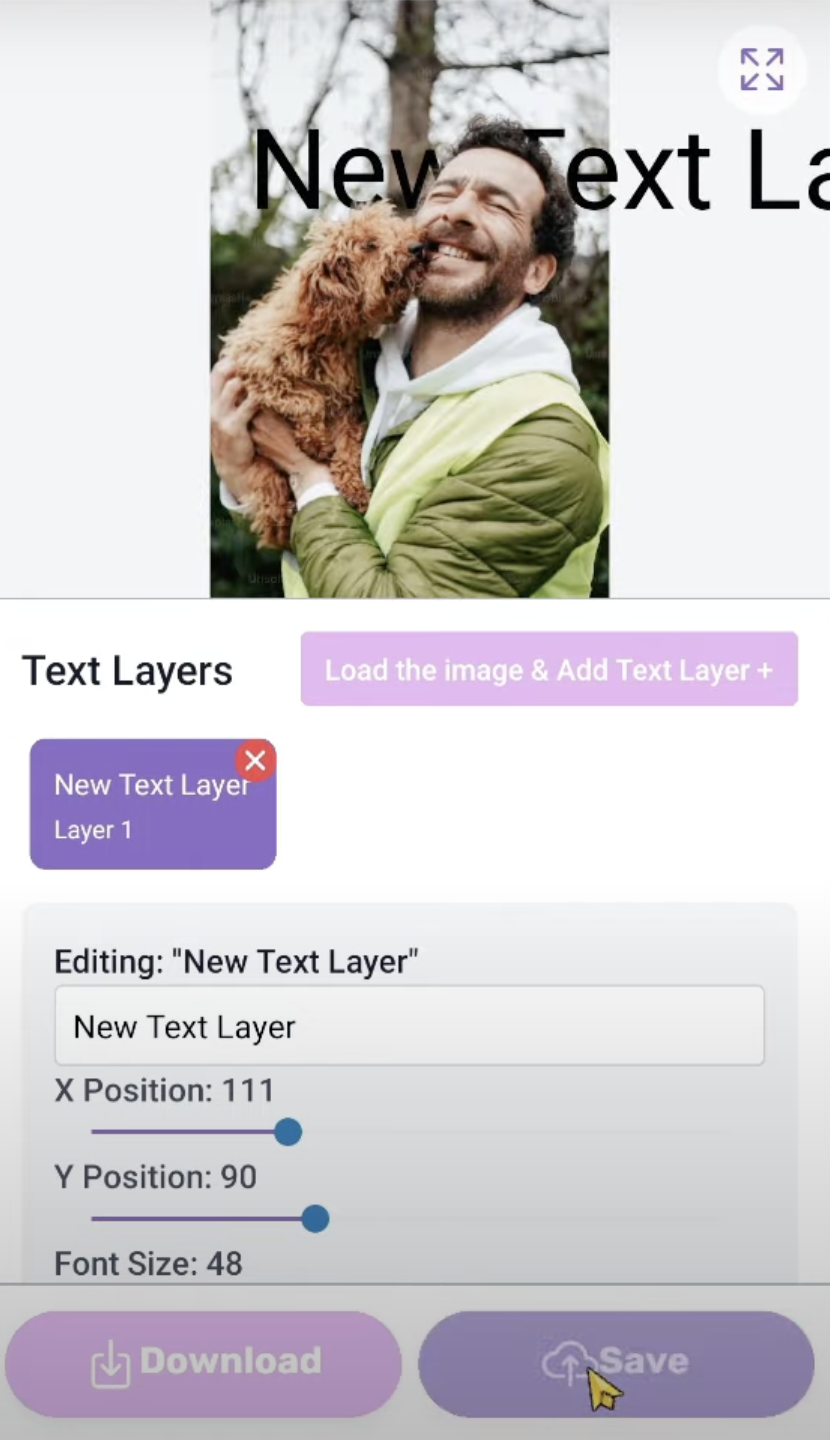 New Text La
Text Layers
Load the image & Add Text Layer +
New Text Layer
Layer 1
Editing: "New Text Layer"
New Text Layer
X Position: 111
Y Position: 90
Font Size: 48
Download
Save